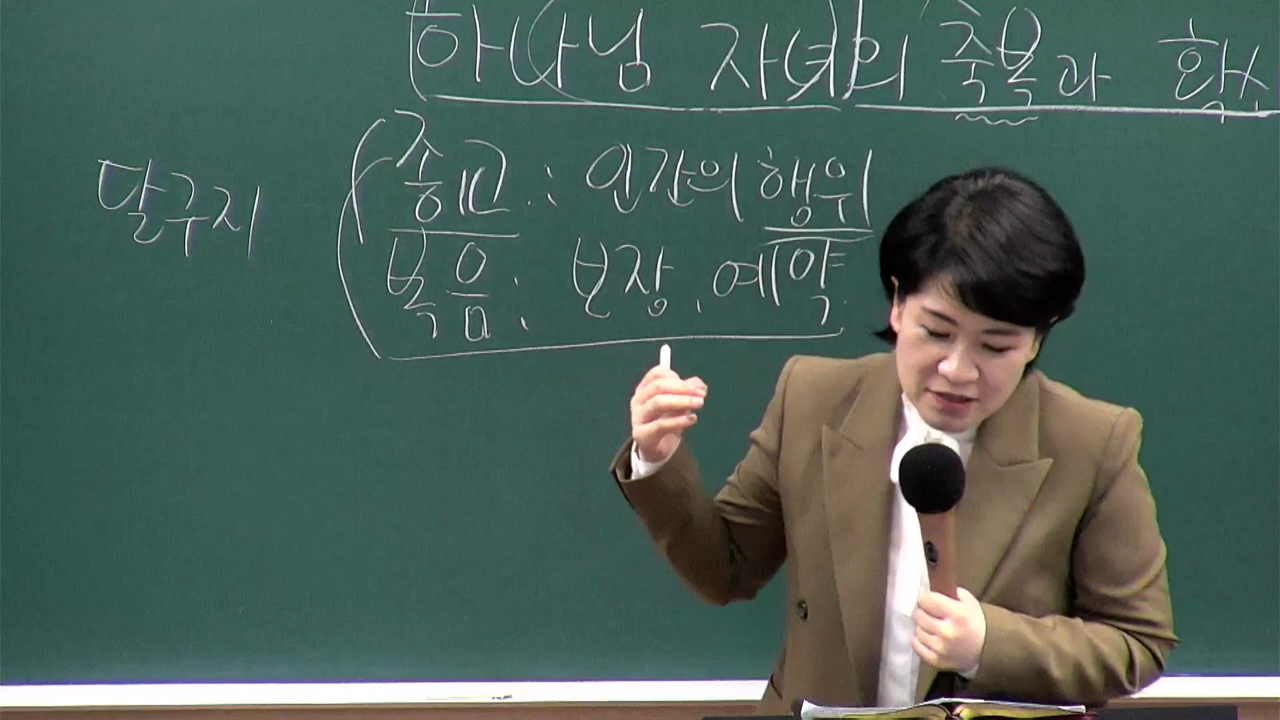 하나님 자녀의 축복과
종교 : 인간의 행위
달구지
복음 : 보장, 예약